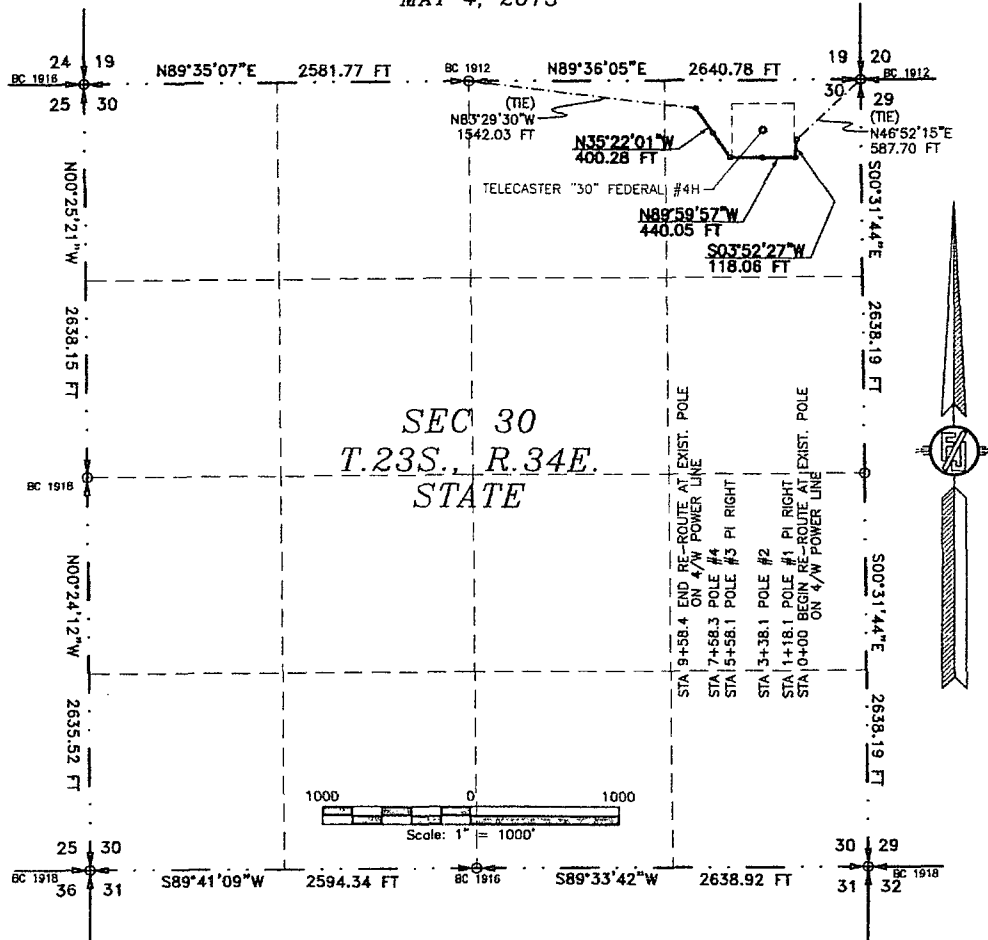 MAY 4, 2013
24 19
BC 1918
25 30
N89°35'07"E 2581.77 FT
BC 1912
N89°36'05"E 2640.78 FT
19 20
BC 1912
30 29
(TIE)
N83°29'30"W
1542.03 FT
(TIE)
N46°52'15"E
587.70 FT
N35°22'01"W
400.28 FT
TELECASTER "30" FEDERAL #4H
N89°59'57"W
440.05 FT
S03°52'27"W
118.06 FT
N00°25'21"W 2638.15 FT
S00°31'44"E 2638.19 FT
SEC 30
T.23S., R.34E.
STATE
BC 1918
STA 9+58.4 END RE-ROUTE AT EXIST. POLE
ON 4/W POWER LINE
STA 7+58.3 POLE #4
STA 5+58.1 POLE #3 PI RIGHT
STA 3+38.1 POLE #2
STA 1+18.1 POLE #1 PI RIGHT
STA 0+00 BEGIN RE-ROUTE AT EXIST. POLE
ON 4/W POWER LINE
N00°24'12"W 2635.52 FT
S00°31'44"E 2638.19 FT
1000 0 1000
Scale: 1" = 1000'
25 30
BC 1918
36 31
S89°41'09"W 2594.34 FT
BC 1916
S89°33'42"W 2638.92 FT
30 29
BC 1918
31 32